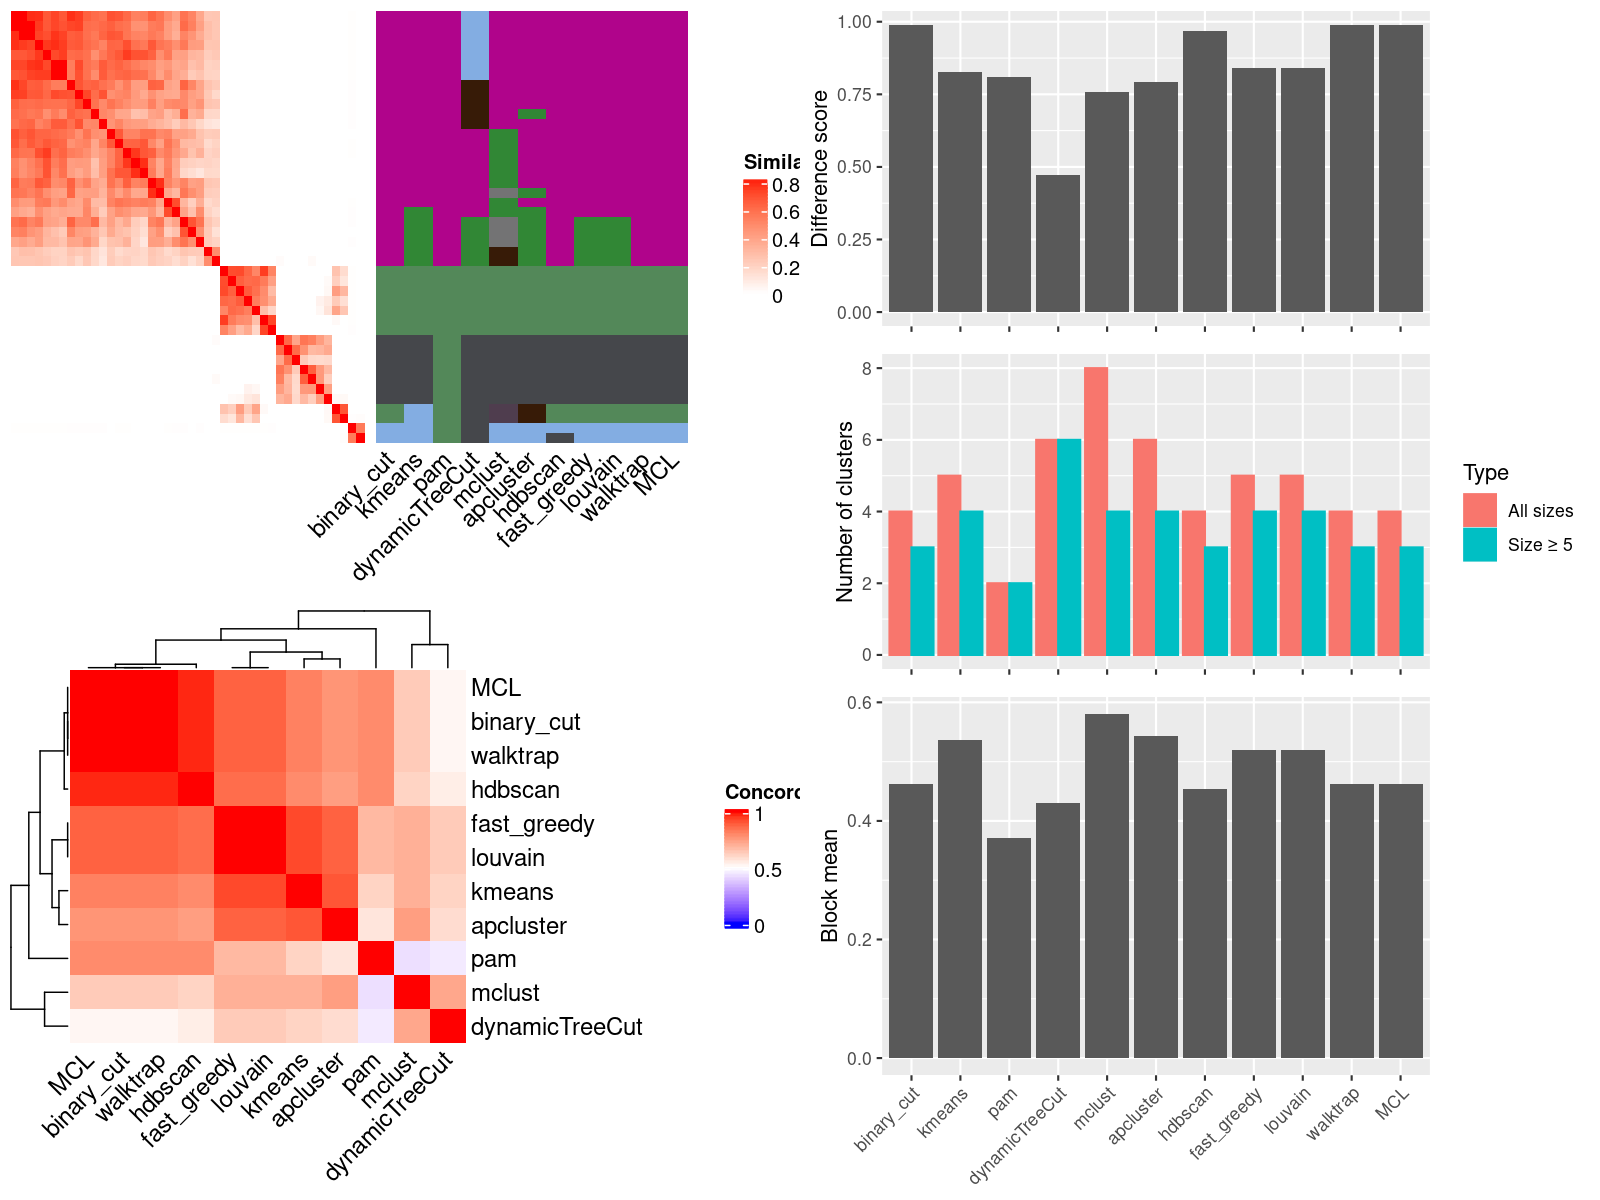 Simila
0.8
0.6
0.4
0.2
0
binary_cut
kmeans
pam
dynamicTreeCut
mclust
apcluster
hdbscan
fast_greedy
louvain
walktrap
MCL
MCL
binary_cut
walktrap
hdbscan
fast_greedy
louvain
kmeans
apcluster
pam
mclust
dynamicTreeCut
MCL
binary_cut
walktrap
hdbscan
fast_greedy
louvain
kmeans
apcluster
pam
mclust
dynamicTreeCut
Concord
1
0.5
0
Difference score
1.00
0.75
0.50
0.25
0.00
Number of clusters
8
6
4
2
0
Type
All sizes
Size ≥ 5
Block mean
0.6
0.4
0.2
0.0
binary_cut
kmeans
pam
dynamicTreeCut
mclust
apcluster
hdbscan
fast_greedy
louvain
walktrap
MCL